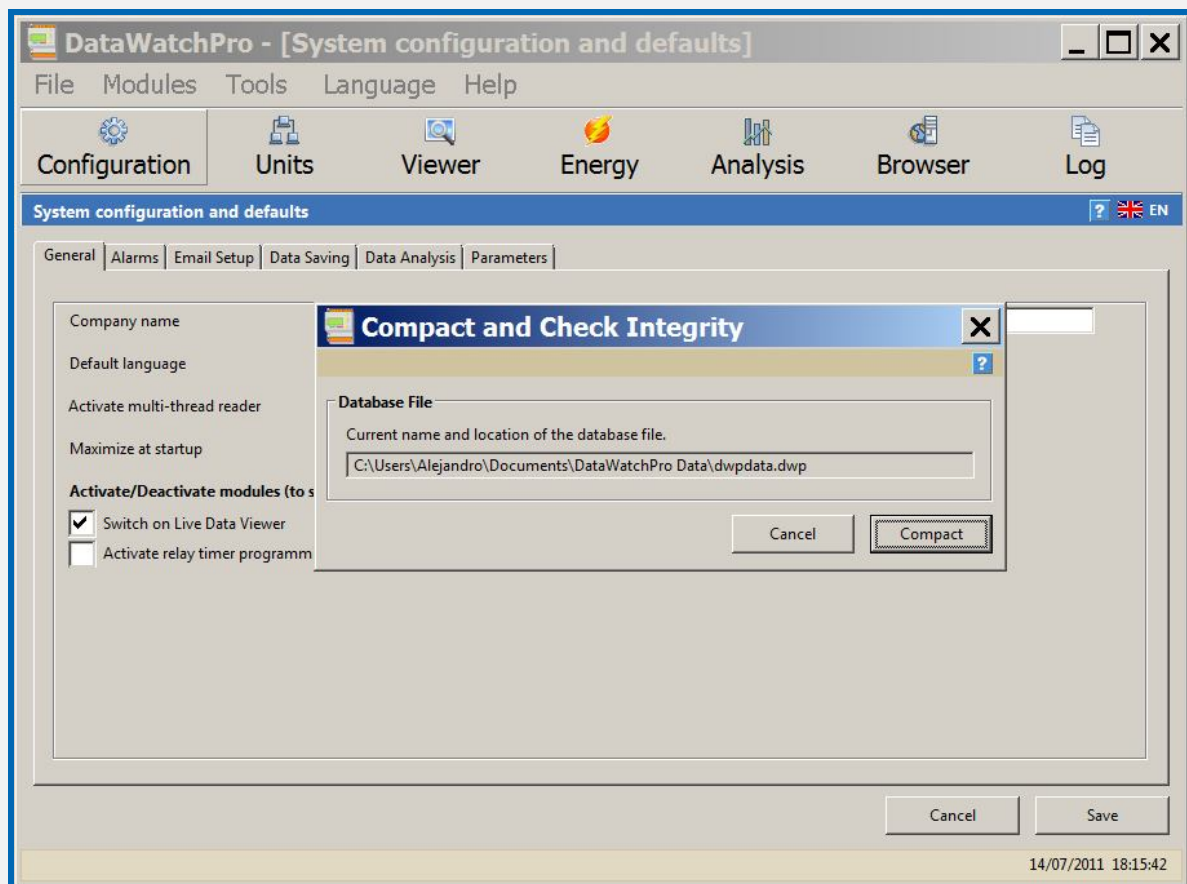 DataWatchPro - [System configuration and defaults]
File Modules Tools Language Help
Configuration Units Viewer Energy Analysis Browser Log
System configuration and defaults ? EN
General Alarms Email Setup Data Saving Data Analysis Parameters
Company name
Default language
Activate multi-thread reader
Maximize at startup
Activate/Deactivate modules (to s
Switch on Live Data Viewer
Activate relay timer programm
Compact and Check Integrity
?
Database File
Current name and location of the database file.
C:\Users\Alejandro\Documents\DataWatchPro Data\dwpdata.dwp
Cancel Compact
Cancel Save
14/07/2011 18:15:42